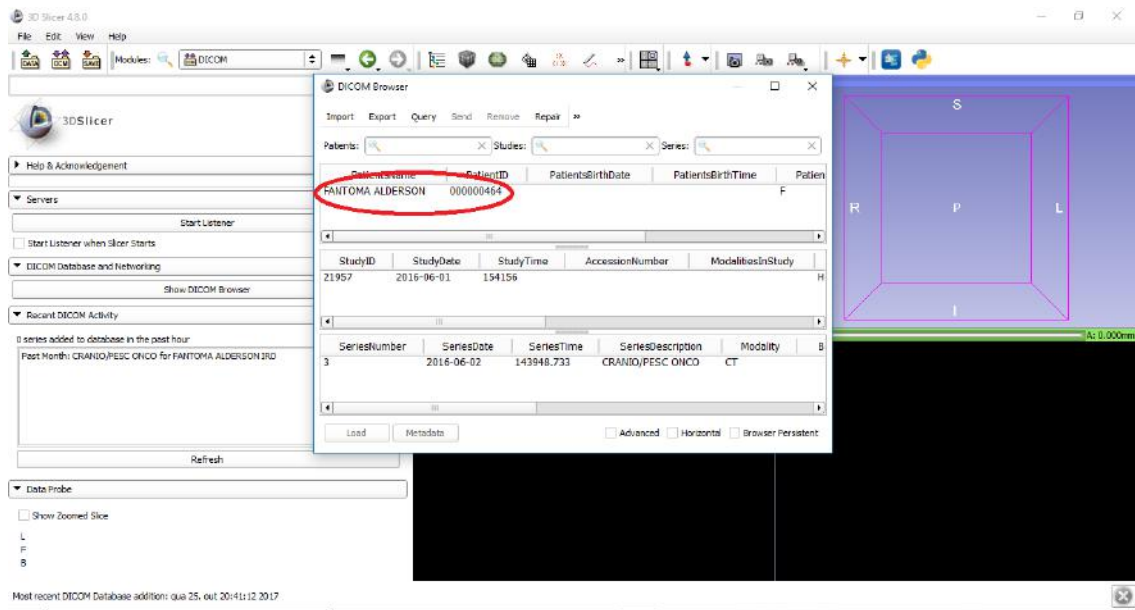 3D Slicer 4.8.0
File Edit View Help
DATA DCM SAVE Modules: DICOM
3DSlicer
Help & Acknowledgement
Servers
Start Listener
Start Listener when Slicer Starts
DICOM Database and Networking
Show DICOM Browser
Recent DICOM Activity
0 series added to database in the past hour
Past Month: CRANIO/PESC ONCO for FANTOMA ALDERSON IRD
Refresh
Data Probe
Show Zoomed Slice
L
F
B
Most recent DICOM Database addition: qua 25. out 20:41:12 2017
DICOM Browser
Import Export Query Send Remove Repair »
Patients: Studies: Series:
PatientsName PatientID PatientsBirthDate PatientsBirthTime Patien
FANTOMA ALDERSON 000000464 F
StudyID StudyDate StudyTime AccessionNumber ModalitiesInStudy
21957 2016-06-01 154156 H
SeriesNumber SeriesDate SeriesTime SeriesDescription Modality B
3 2016-06-02 143948.733 CRANIO/PESC ONCO CT
Load Metadata Advanced Horizontal Browser Persistent
S
R P L
I
A: 0.000mm